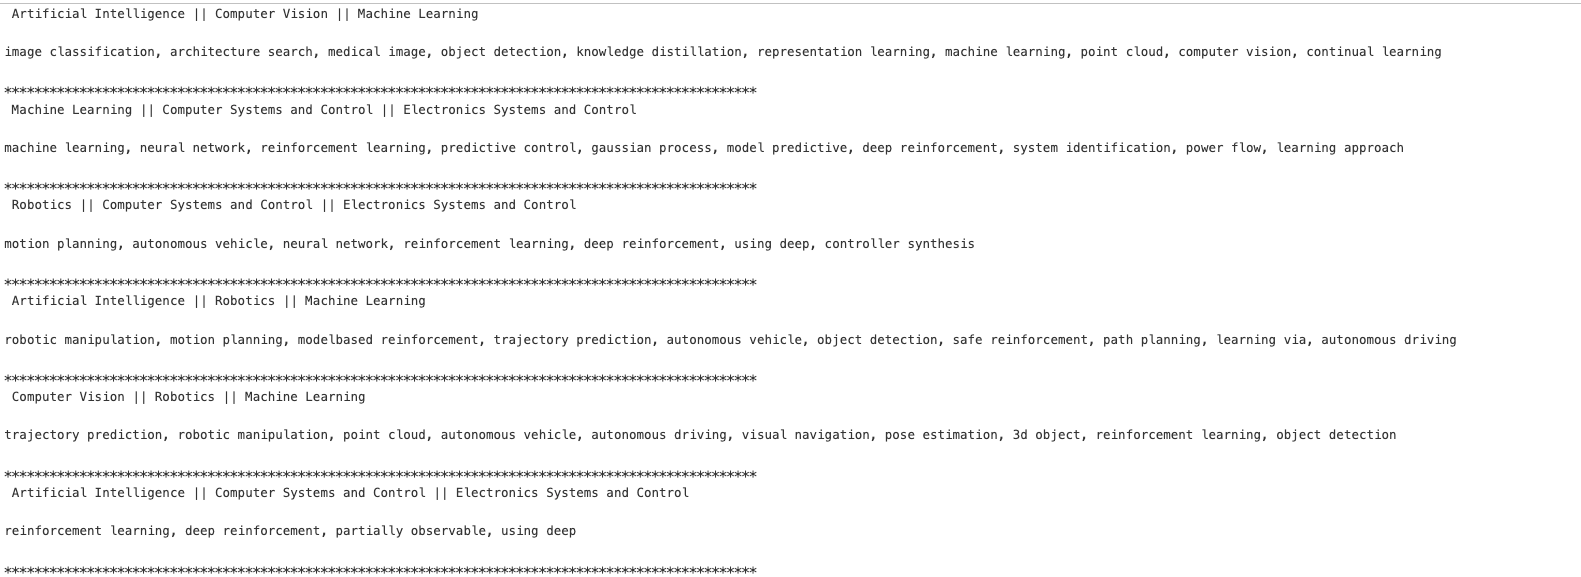 Artificial Intelligence || Computer Vision || Machine Learning
image classification, architecture search, medical image, object detection, knowledge distillation, representation learning, machine learning, point cloud, computer vision, continual learning
****************************************************************************************************
Machine Learning || Computer Systems and Control || Electronics Systems and Control
machine learning, neural network, reinforcement learning, predictive control, gaussian process, model predictive, deep reinforcement, system identification, power flow, learning approach
****************************************************************************************************
Robotics || Computer Systems and Control || Electronics Systems and Control
motion planning, autonomous vehicle, neural network, reinforcement learning, deep reinforcement, using deep, controller synthesis
****************************************************************************************************
Artificial Intelligence || Robotics || Machine Learning
robotic manipulation, motion planning, modelbased reinforcement, trajectory prediction, autonomous vehicle, object detection, safe reinforcement, path planning, learning via, autonomous driving
****************************************************************************************************
Computer Vision || Robotics || Machine Learning
trajectory prediction, robotic manipulation, point cloud, autonomous vehicle, autonomous driving, visual navigation, pose estimation, 3d object, reinforcement learning, object detection
****************************************************************************************************
Artificial Intelligence || Computer Systems and Control || Electronics Systems and Control
reinforcement learning, deep reinforcement, partially observable, using deep
****************************************************************************************************